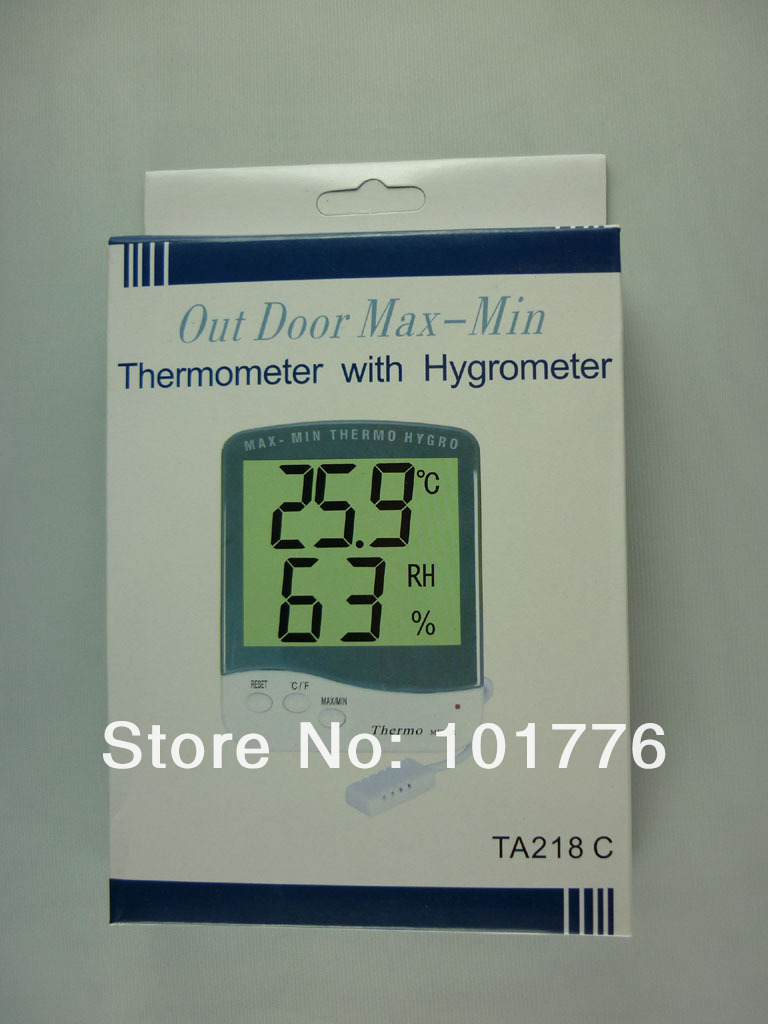 Out Door Max-Min
Thermometer with Hygrometer
MAX- MIN THERMO HYGRO
25.9 °C
63 RH
%
RESET °C/°F MAX/MIN
Thermo
Store No: 101776
TA218 C